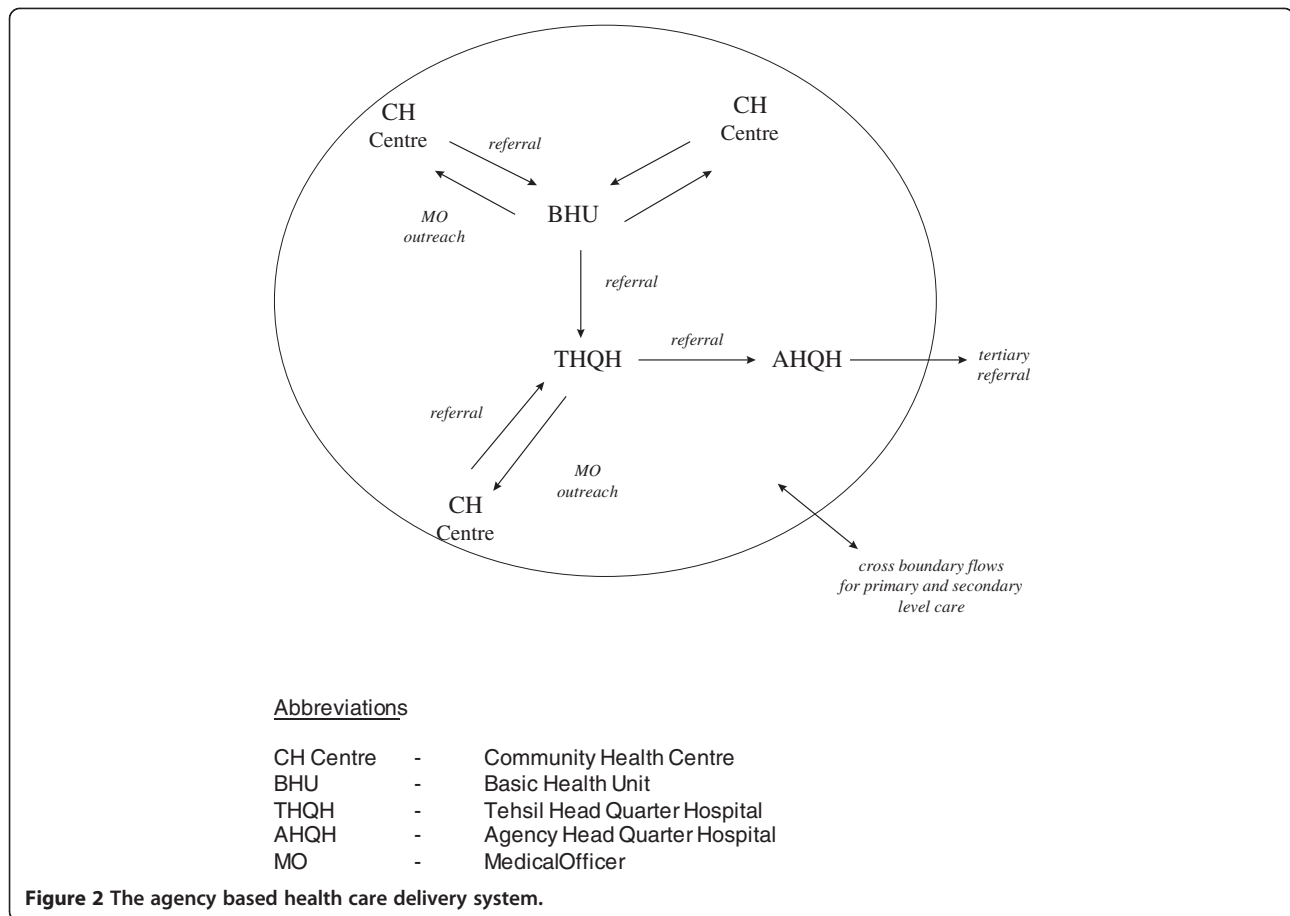 CH
Centre
CH
Centre
referral
BHU
MO
outreach
referral
THQH
referral
AHQH
tertiary
referral
referral
MO
outreach
CH
Centre
cross boundary flows
for primary and secondary
level care
Abbreviations
CH Centre - Community Health Centre
BHU - Basic Health Unit
THQH - Tehsil Head Quarter Hospital
AHQH - Agency Head Quarter Hospital
MO - MedicalOfficer
Figure 2 The agency based health care delivery system.